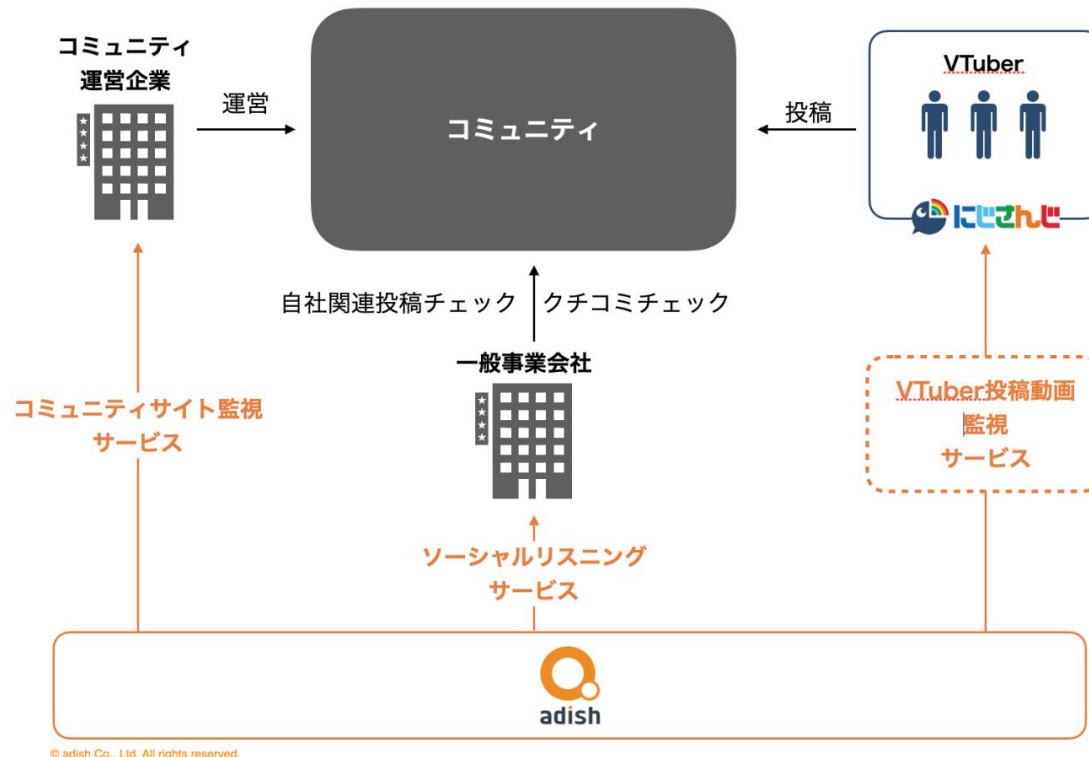 コミュニティ
運営企業
運営
コミュニティ
投稿
VTuber
にじさんじ
自社関連投稿チェック
クチコミチェック
一般事業会社
コミュニティサイト監視
サービス
ソーシャルリスニング
サービス
VTuber投稿動画
監視
サービス
adish
© adish Co., Ltd. All rights reserved.